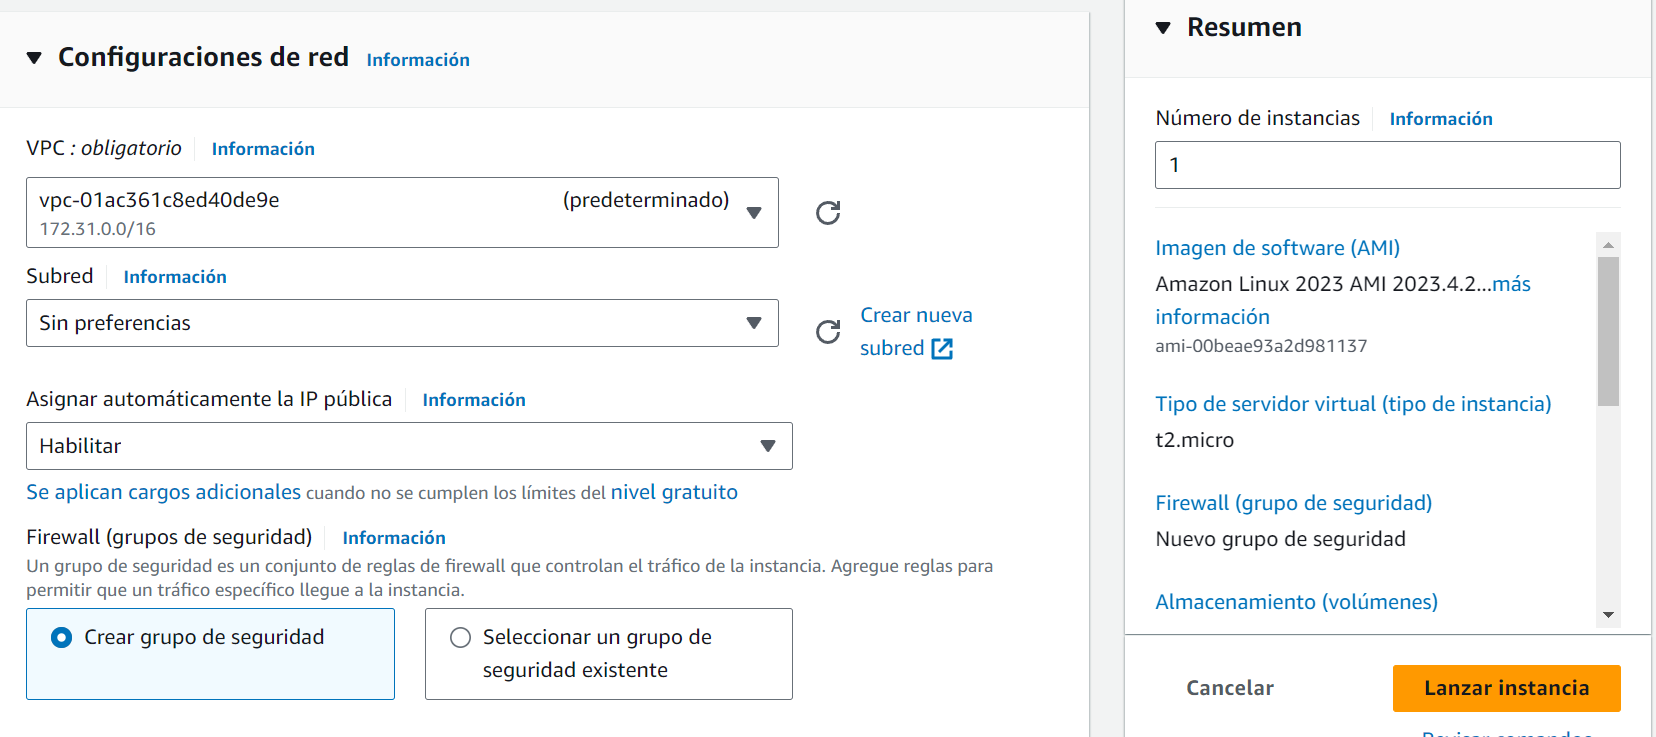 Configuraciones de red Información
VPC : obligatorio Información
vpc-01ac361c8ed40de9e (predeterminado)
172.31.0.0/16
Subred Información
Sin preferencias
Crear nueva
subred
Asignar automáticamente la IP pública Información
Habilitar
Se aplican cargos adicionales cuando no se cumplen los límites del nivel gratuito
Firewall (grupos de seguridad) Información
Un grupo de seguridad es un conjunto de reglas de firewall que controlan el tráfico de la instancia. Agregue reglas para
permitir que un tráfico específico llegue a la instancia.
Crear grupo de seguridad
Seleccionar un grupo de
seguridad existente
Resumen
Número de instancias Información
1
Imagen de software (AMI)
Amazon Linux 2023 AMI 2023.4.2...más
información
ami-00beae93a2d981137
Tipo de servidor virtual (tipo de instancia)
t2.micro
Firewall (grupo de seguridad)
Nuevo grupo de seguridad
Almacenamiento (volúmenes)
Cancelar
Lanzar instancia